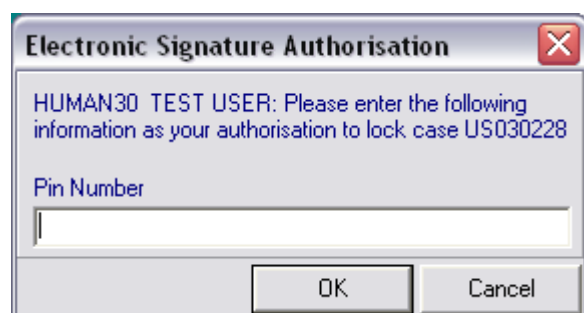 Electronic Signature Authorisation
HUMAN30 TEST USER: Please enter the following
information as your authorisation to lock case US030228
Pin Number
OK Cancel